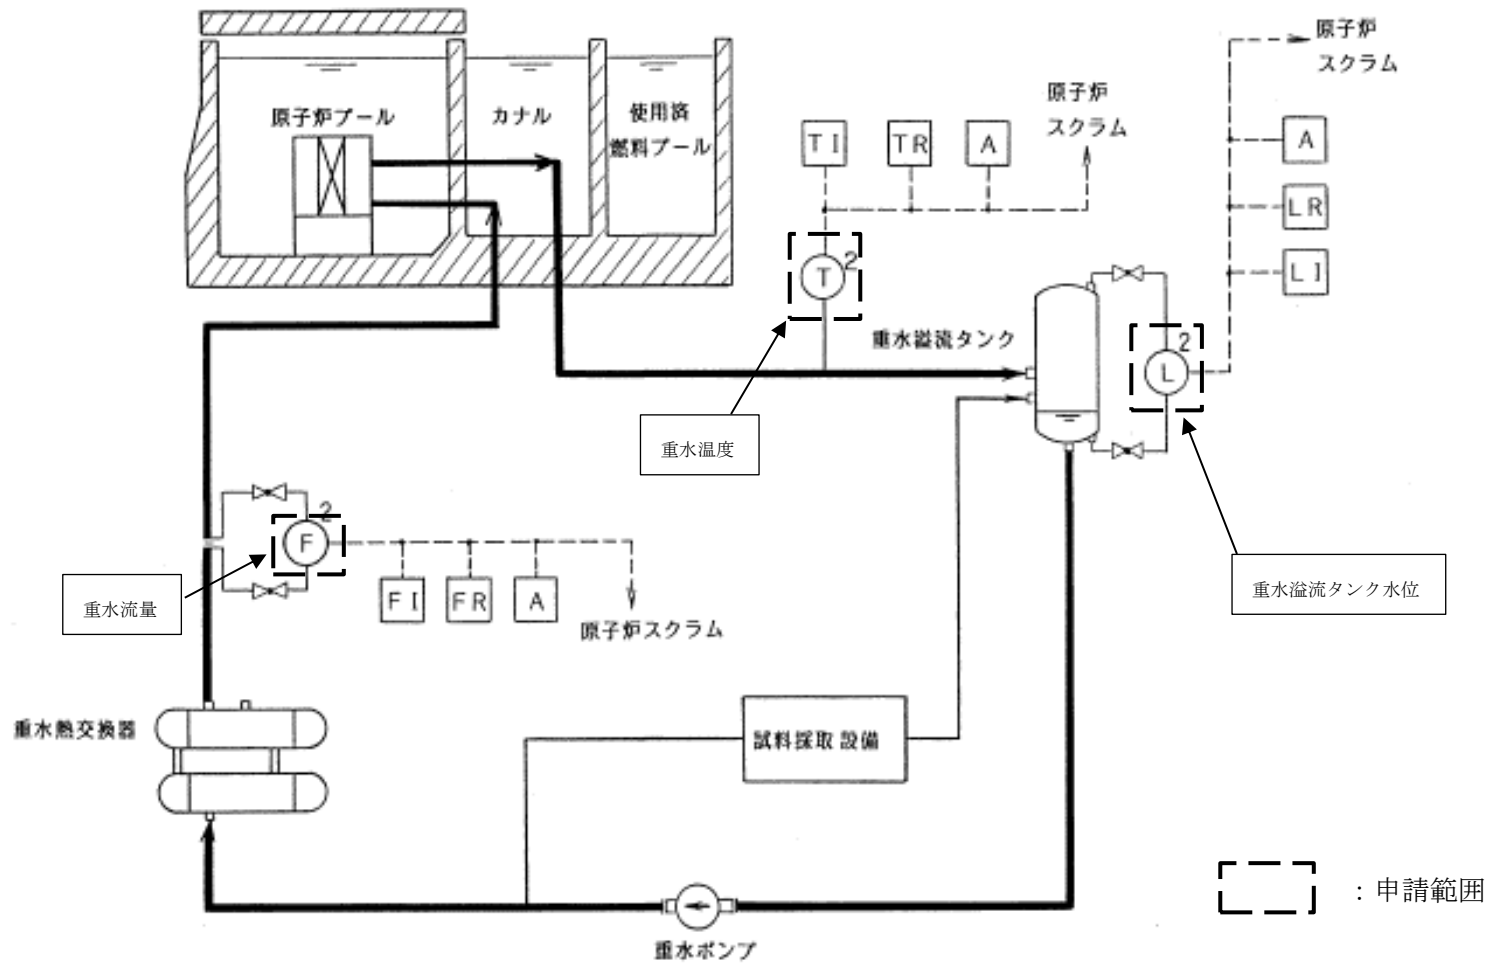 原子炉
スクラム
原子炉プール
カナル
使用済
燃料プール
原子炉
スクラム
TI
TR
A
A
LR
LI
T
2
重水溢流タンク
L
2
重水温度
F
2
FI
FR
A
原子炉スクラム
重水流量
重水溢流タンク水位
重水熱交換器
試料採取設備
重水ポンプ
：申請範囲